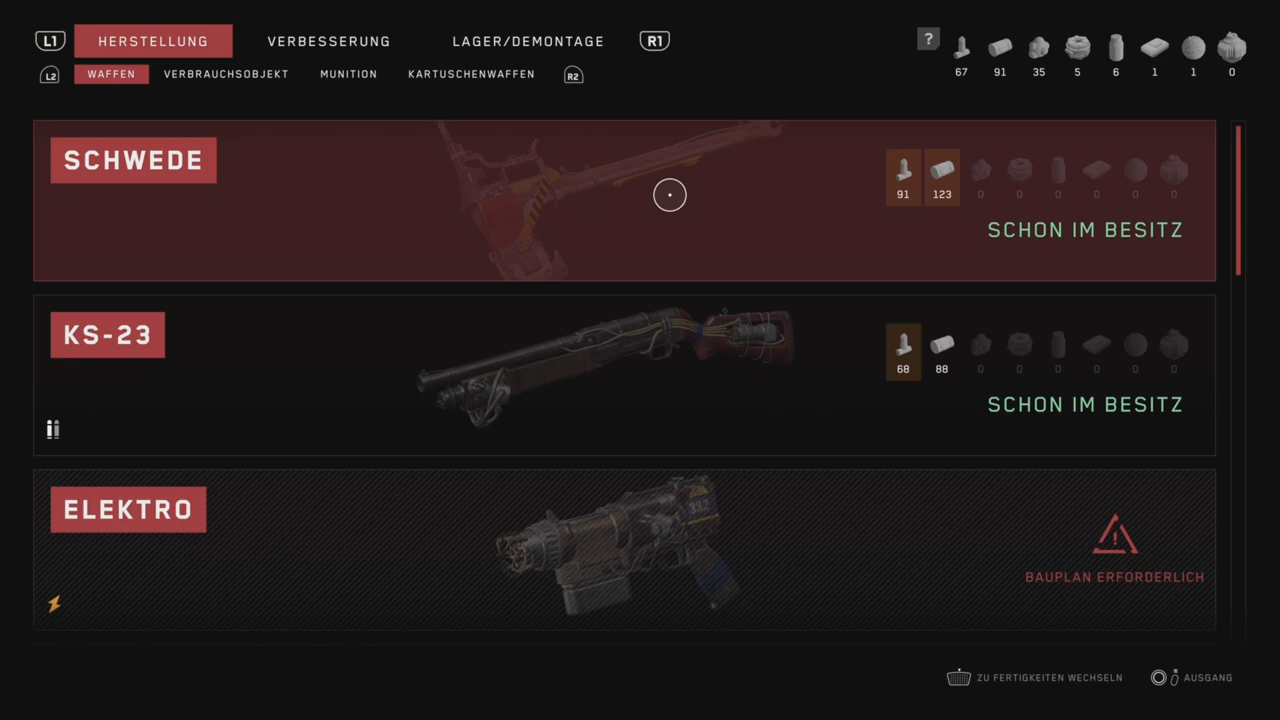 L1 HERSTELLUNG VERBESSERUNG LAGER/DEMONTAGE R1
L2 WAFFEN VERBRAUCHSOBJEKT MUNITION KARTUSCHENWAFFEN R2
?
67 91 35 5 6 1 1 0
SCHWEDE
91 123 0 0 0 0 0 0
SCHON IM BESITZ
KS-23
68 88 0 0 0 0 0 0
SCHON IM BESITZ
ELEKTRO
332
BAUPLAN ERFORDERLICH
ZU FERTIGKEITEN WECHSELN AUSGANG